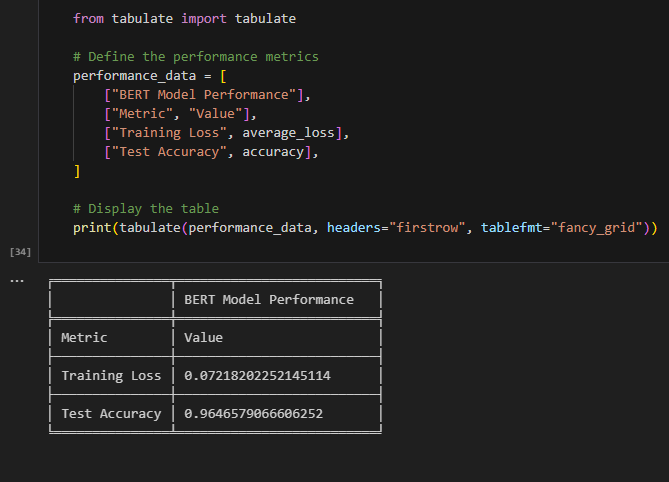 from tabulate import tabulate
# Define the performance metrics
performance_data = [
["BERT Model Performance"],
["Metric", "Value"],
["Training Loss", average_loss],
["Test Accuracy", accuracy],
]
# Display the table
print(tabulate(performance_data, headers="firstrow", tablefmt="fancy_grid"))
[34]
...
BERT Model Performance
Metric Value
Training Loss 0.07218202252145114
Test Accuracy 0.9646579066606252